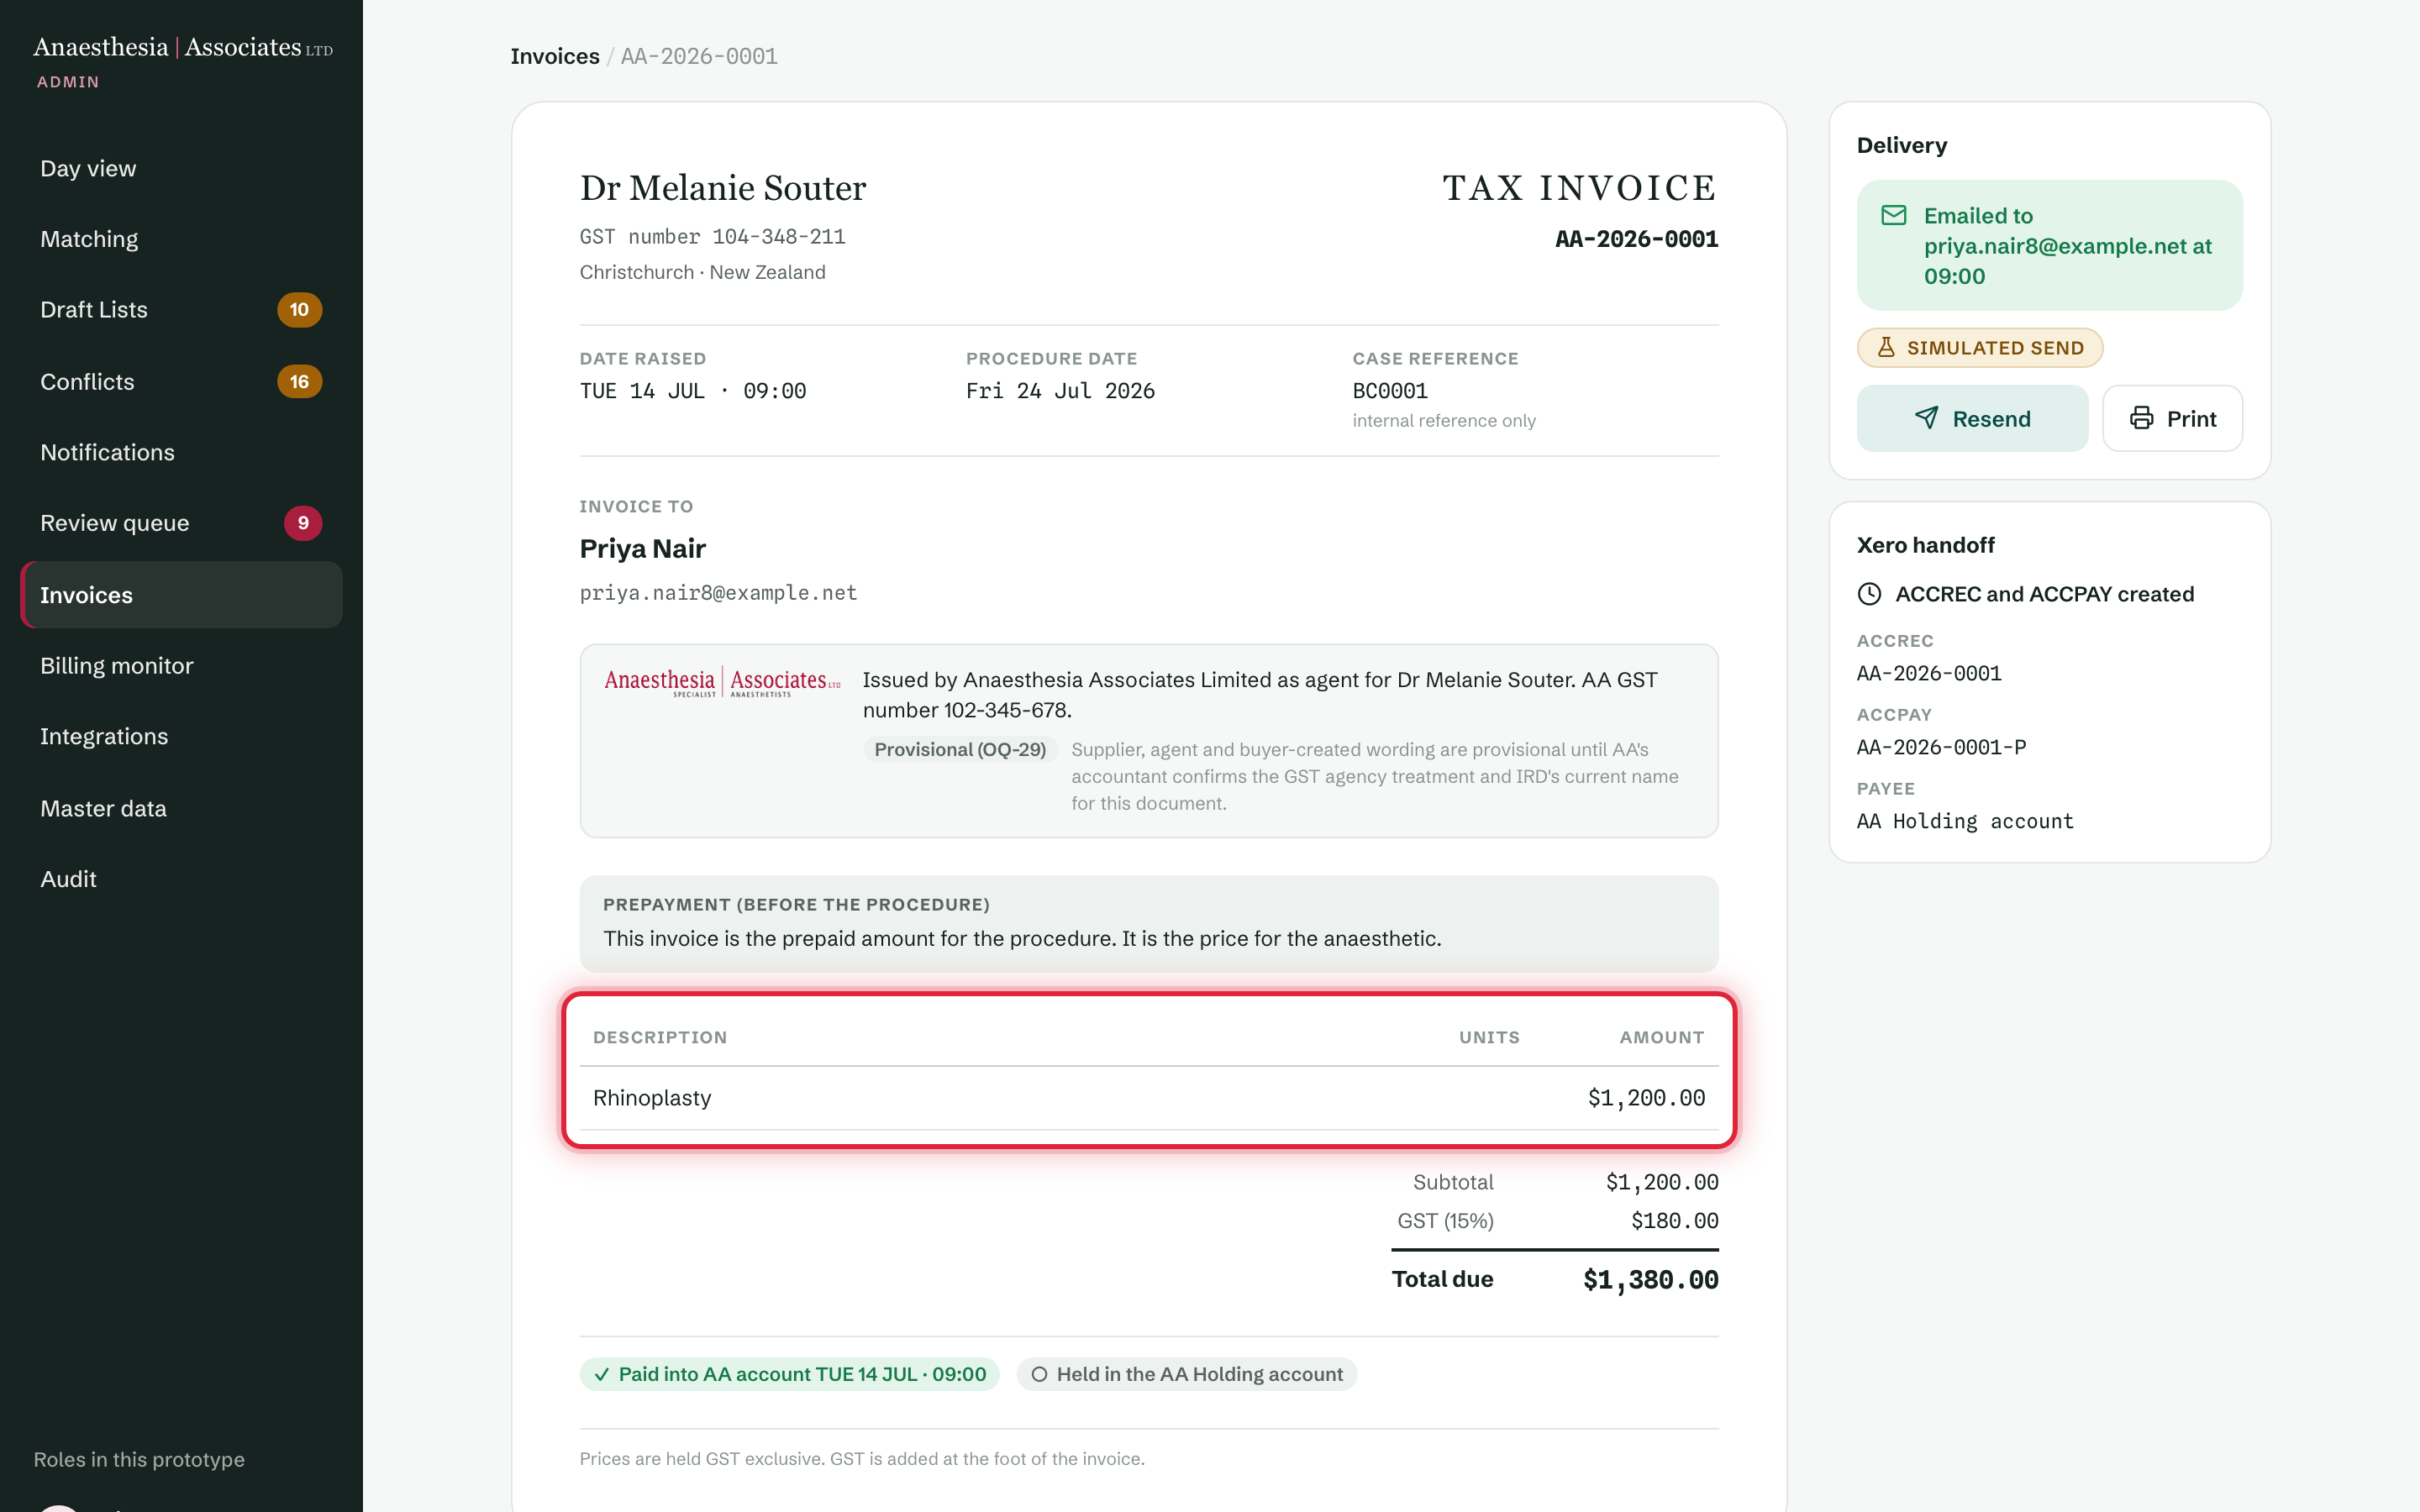 Anaesthesia | Associates LTD
ADMIN
Day view
Matching
Draft Lists 10
Conflicts 16
Notifications
Review queue 9
Invoices
Billing monitor
Integrations
Master data
Audit
Roles in this prototype
Invoices / AA-2026-0001
Dr Melanie Souter
GST number 104-348-211
Christchurch · New Zealand
TAX INVOICE
AA-2026-0001
DATE RAISED
TUE 14 JUL · 09:00
PROCEDURE DATE
Fri 24 Jul 2026
CASE REFERENCE
BC0001
internal reference only
INVOICE TO
Priya Nair
priya.nair8@example.net
Anaesthesia | Associates LTD
SPECIALIST ANAESTHETISTS
Issued by Anaesthesia Associates Limited as agent for Dr Melanie Souter. AA GST
number 102-345-678.
Provisional (OQ-29)
Supplier, agent and buyer-created wording are provisional until AA's
accountant confirms the GST agency treatment and IRD's current name
for this document.
PREPAYMENT (BEFORE THE PROCEDURE)
This invoice is the prepaid amount for the procedure. It is the price for the anaesthetic.
DESCRIPTION UNITS AMOUNT
Rhinoplasty $1,200.00
Subtotal $1,200.00
GST (15%) $180.00
Total due $1,380.00
Paid into AA account TUE 14 JUL · 09:00
Held in the AA Holding account
Prices are held GST exclusive. GST is added at the foot of the invoice.
Delivery
Emailed to
priya.nair8@example.net at
09:00
SIMULATED SEND
Resend
Print
Xero handoff
ACCREC and ACCPAY created
ACCREC
AA-2026-0001
ACCPAY
AA-2026-0001-P
PAYEE
AA Holding account